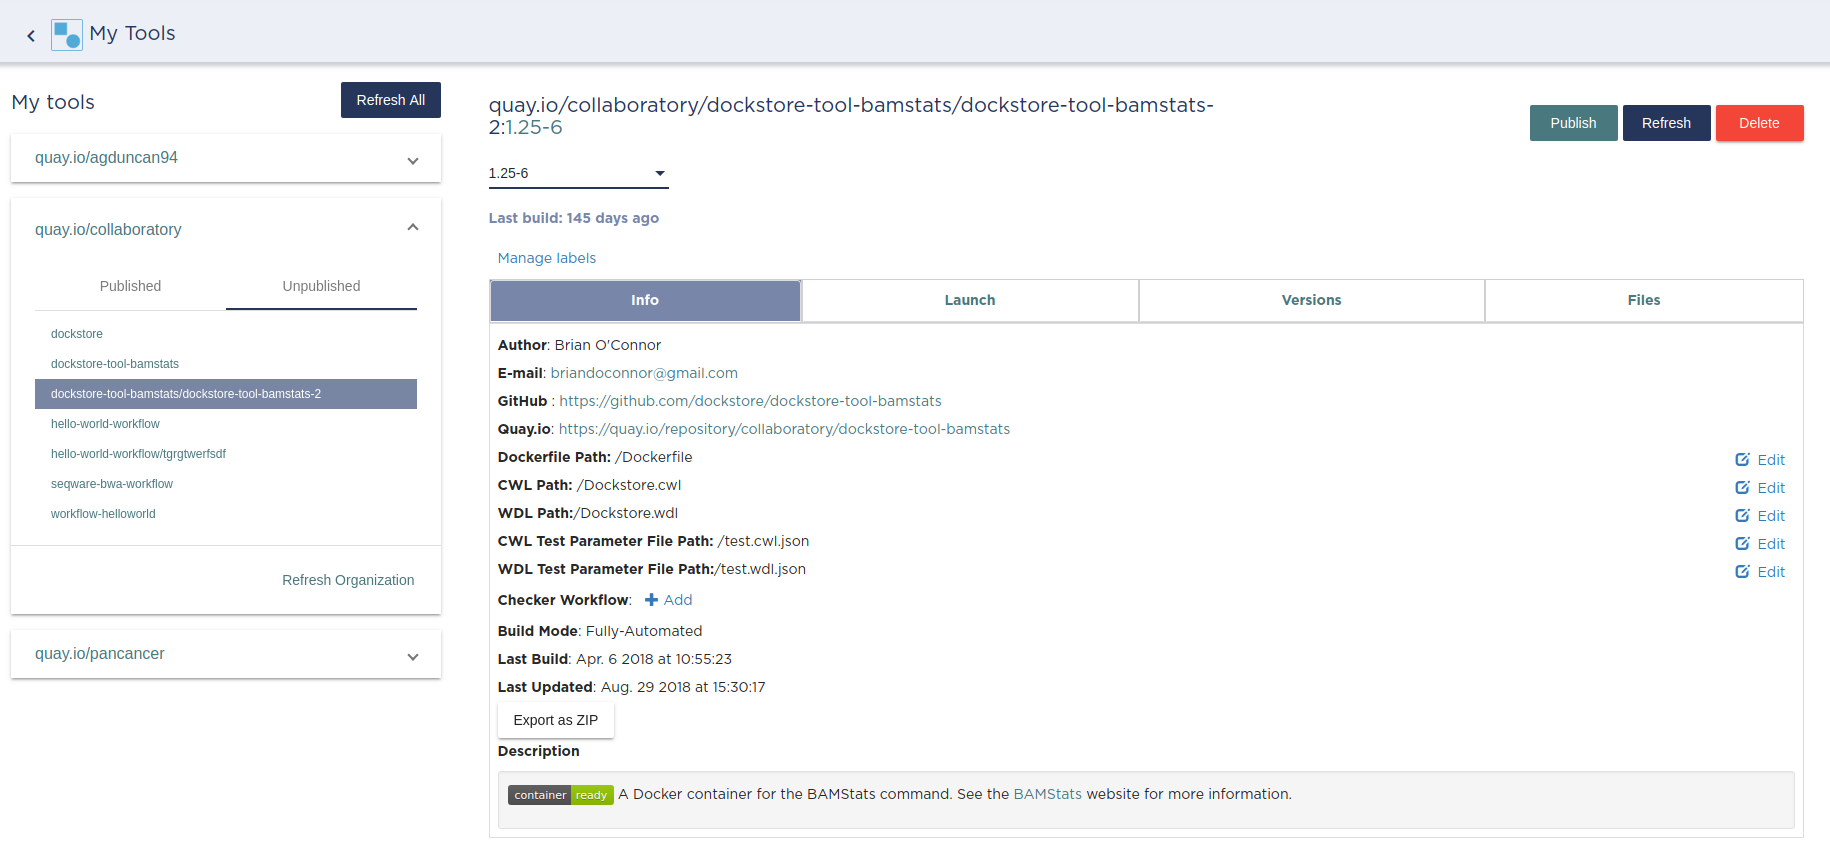 My Tools
My tools
Refresh All
quay.io/agduncan94
quay.io/collaboratory
Published
Unpublished
dockstore
dockstore-tool-bamstats
dockstore-tool-bamstats/dockstore-tool-bamstats-2
hello-world-workflow
hello-world-workflow/tgrgtwerfsdf
seqware-bwa-workflow
workflow-helloworld
Refresh Organization
quay.io/pancancer
quay.io/collaboratory/dockstore-tool-bamstats/dockstore-tool-bamstats-
2:1.25-6
Publish
Refresh
Delete
1.25-6
Last build: 145 days ago
Manage labels
Info
Launch
Versions
Files
Author: Brian O'Connor
E-mail: briandoconnor@gmail.com
GitHub : https://github.com/dockstore/dockstore-tool-bamstats
Quay.io: https://quay.io/repository/collaboratory/dockstore-tool-bamstats
Dockerfile Path: /Dockerfile
Edit
CWL Path: /Dockstore.cwl
Edit
WDL Path:/Dockstore.wdl
Edit
CWL Test Parameter File Path: /test.cwl.json
Edit
WDL Test Parameter File Path:/test.wdl.json
Edit
Checker Workflow: Add
Build Mode: Fully-Automated
Last Build: Apr. 6 2018 at 10:55:23
Last Updated: Aug. 29 2018 at 15:30:17
Export as ZIP
Description
container ready A Docker container for the BAMStats command. See the BAMStats website for more information.